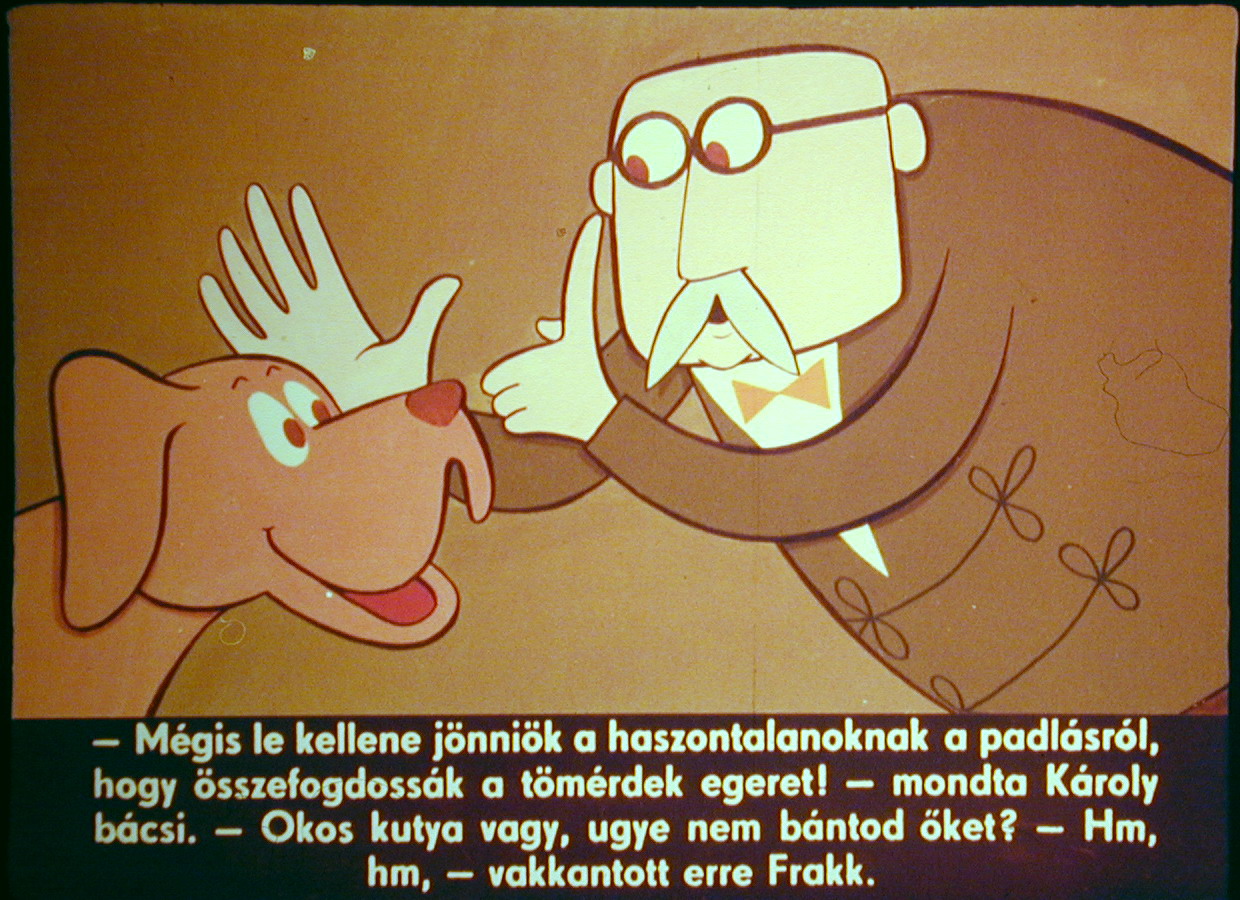 — Mégis le kellene jönniök a haszontalanoknak a padlásról,
hogy összefogdossák a tömérdek egeret! — mondta Károly
bácsi. — Okos kutya vagy, ugye nem bántod őket? — Hm,
hm, — vakkantott erre Frakk.